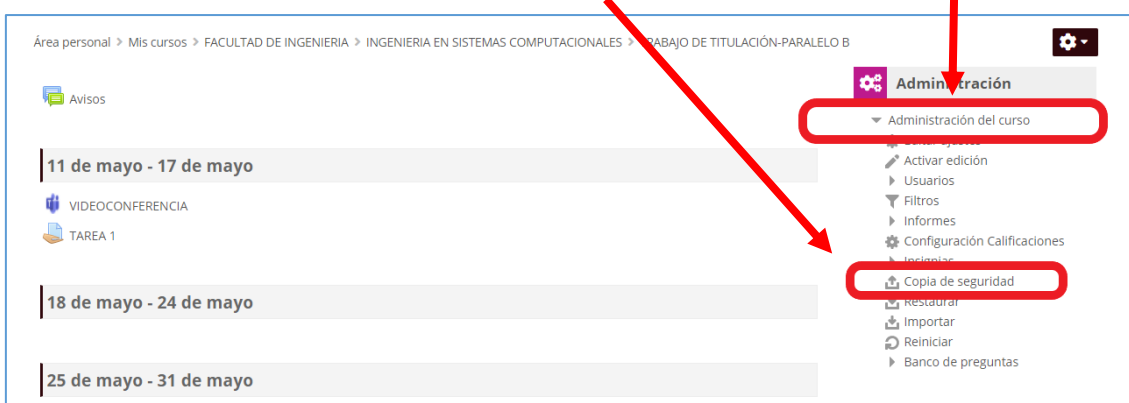 Área personal > Mis cursos > FACULTAD DE INGENIERIA > INGENIERIA EN SISTEMAS COMPUTACIONALES > TRABAJO DE TITULACIÓN-PARALELO B
Avisos
11 de mayo - 17 de mayo
VIDEOCONFERENCIA
TAREA 1
18 de mayo - 24 de mayo
25 de mayo - 31 de mayo
Administración
Administración del curso
Editar ajustes
Activar edición
Usuarios
Filtros
Informes
Configuración Calificaciones
Insignias
Copia de seguridad
Restaurar
Importar
Reiniciar
Banco de preguntas